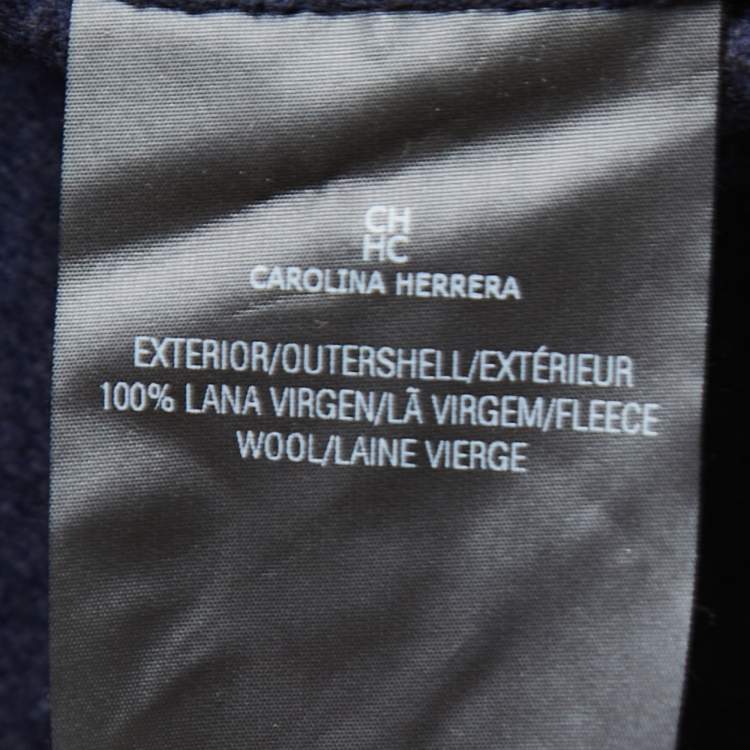 CH
HC
CAROLINA HERRERA
EXTERIOR/OUTERSHELL/EXTÉRIEUR
100% LANA VIRGEN/LÃ VIRGEM/FLEECE
WOOL/LAINE VIERGE